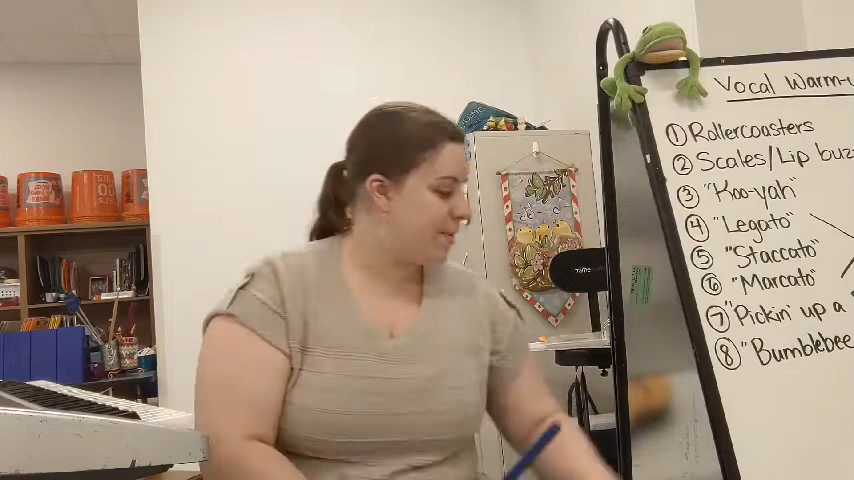 Vocal Warm-u
① Rollercoasters
② Scales/Lip buzz
③ "Koo-yah"
④ "Legato"
⑤ "Staccato"
⑥ "Marcato"
⑦ "Pickin' up a
⑧ "Bumblebee